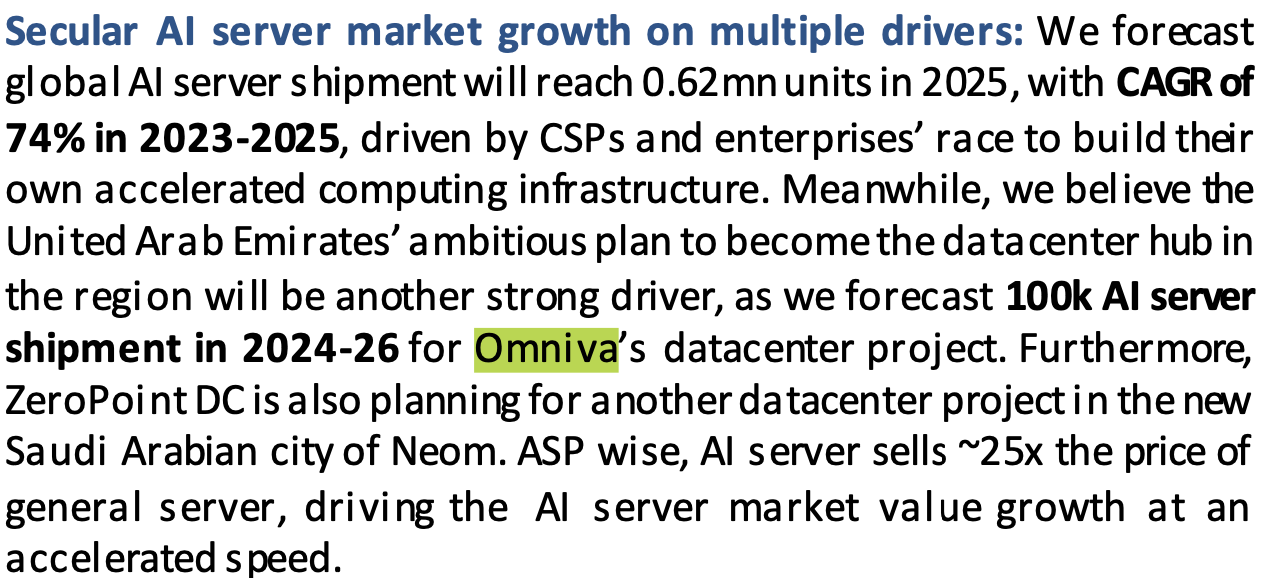 Secular AI server market growth on multiple drivers: We forecast
global AI server shipment will reach 0.62mn units in 2025, with CAGR of
74% in 2023-2025, driven by CSPs and enterprises’ race to build their
own accelerated computing infrastructure. Meanwhile, we believe the
United Arab Emirates’ ambitious plan to become the datacenter hub in
the region will be another strong driver, as we forecast 100k AI server
shipment in 2024-26 for Omniva’s datacenter project. Furthermore,
ZeroPoint DC is also planning for another datacenter project in the new
Saudi Arabian city of Neom. ASP wise, AI server sells ~25x the price of
general server, driving the AI server market value growth at an
accelerated speed.